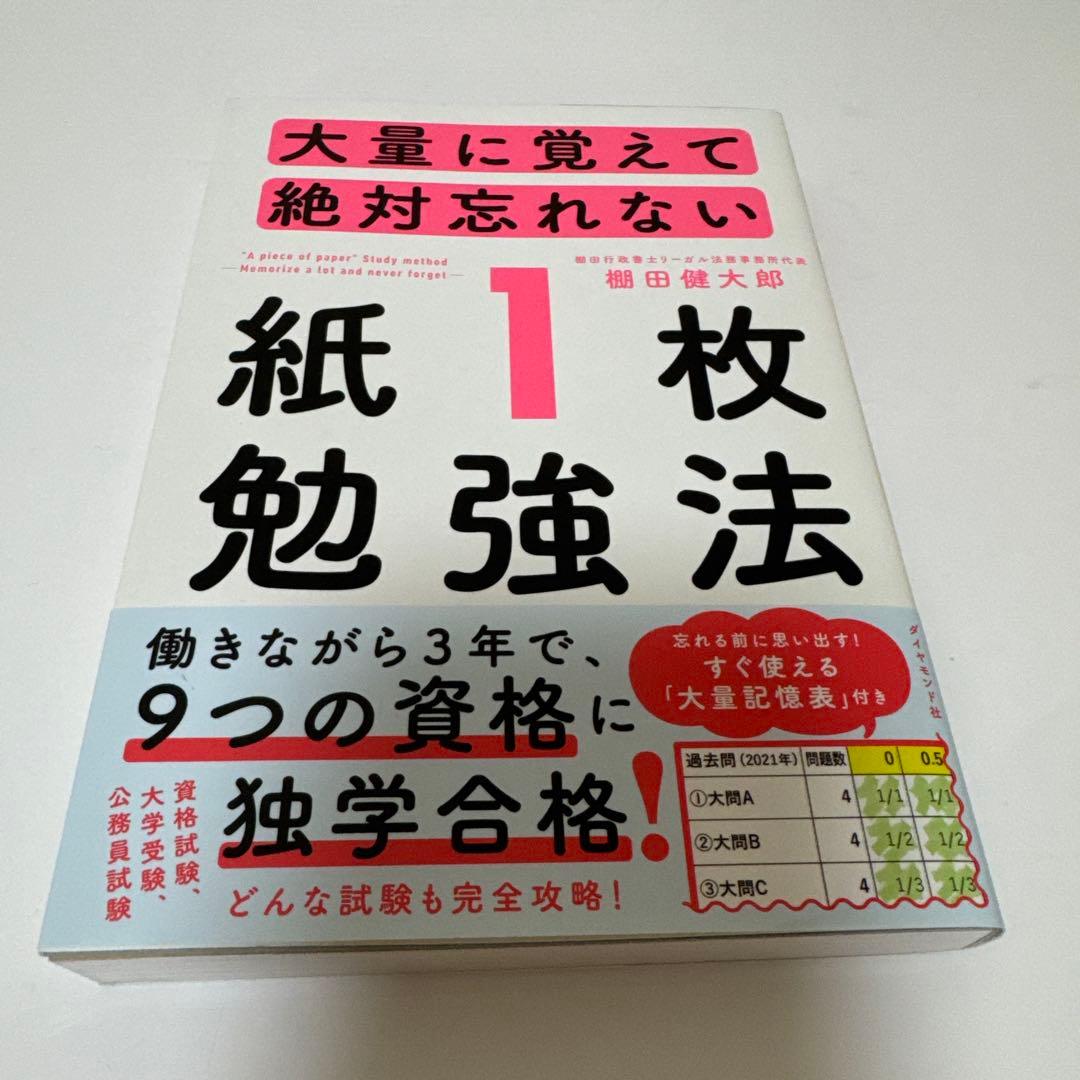 大量に覚えて
絶対忘れない
"A piece of paper" Study method
Memorize a lot and never forget
棚田行政書士リーガル法務事務所代表
棚田健大郎
紙1枚
勉強法
働きながら3年で、
9つの資格に
独学合格!
資格試験、
大学受験、
公務員試験
どんな試験も完全攻略!
忘れる前に思い出す!
すぐ使える
「大量記憶表」付き
ダイヤモンド社
過去問(2021年) 問題数 0 0.5
①大問A 4 1/1 1/1
②大問B 4 1/2 1/2
③大問C 4 1/3 1/3